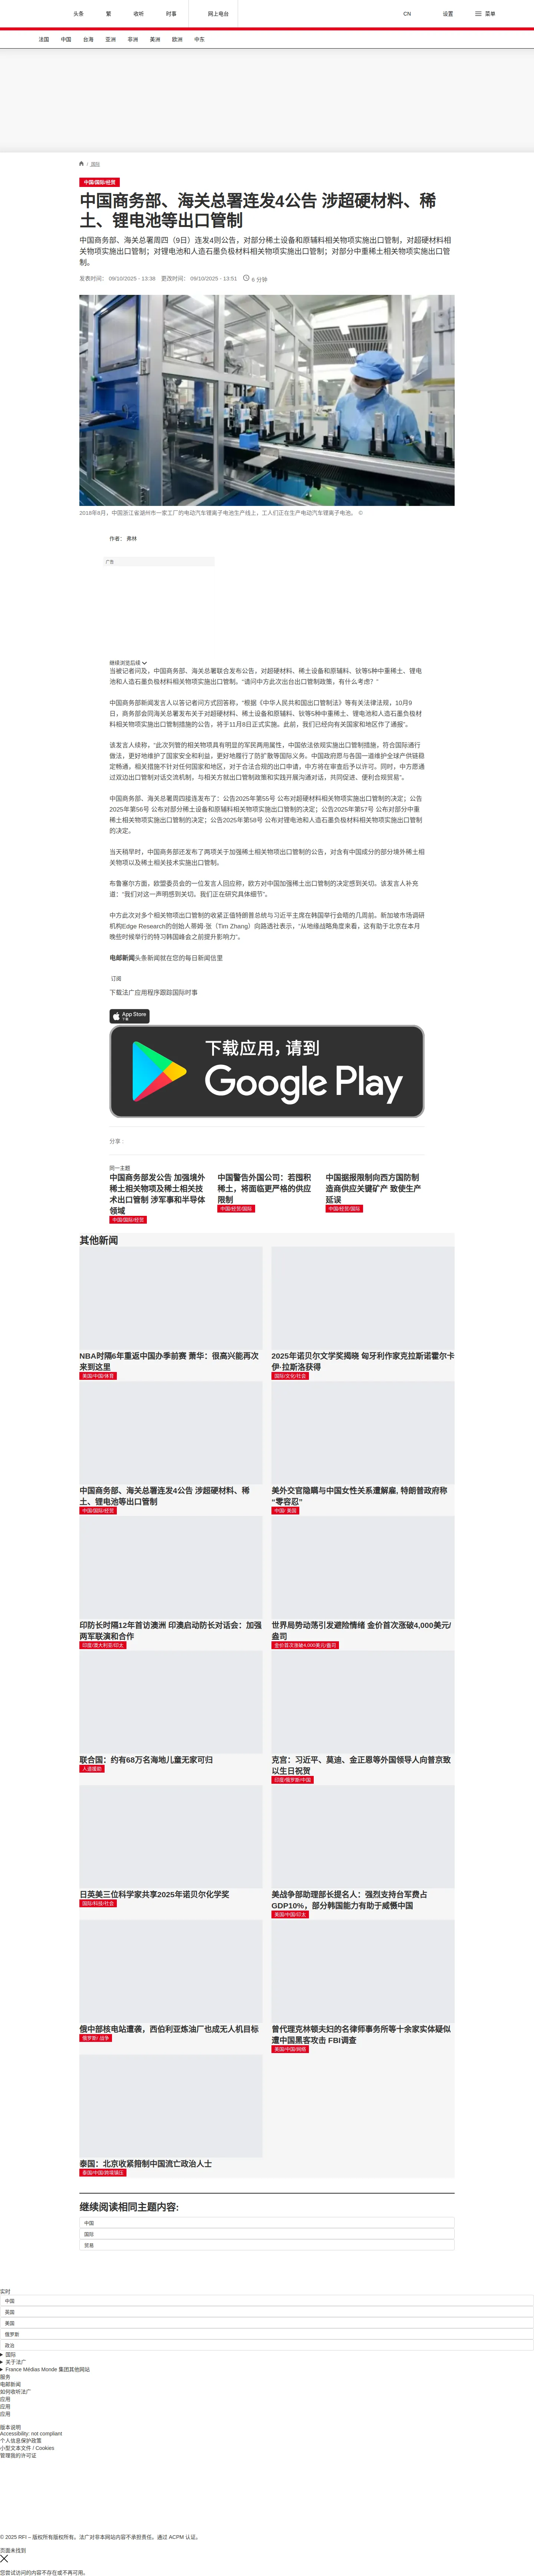 头条
繁
收听
时事
网上电台
CN
设置
菜单
法国
中国
台海
亚洲
非洲
美洲
欧洲
中东
/ 国际
中国/国际/经贸
中国商务部、海关总署连发4公告 涉超硬材料、稀
土、锂电池等出口管制
中国商务部、海关总署周四（9日）连发4则公告，对部分稀土设备和原辅料相关物项实施出口管制，对超硬材料相
关物项实施出口管制；对锂电池和人造石墨负极材料相关物项实施出口管制；对部分中重稀土相关物项实施出口管
制。
发表时间： 09/10/2025 - 13:36 更改时间： 09/10/2025 - 13:51 6 分钟
2018年8月，中国浙江省湖州市一家工厂的电动汽车锂离子电池生产线上，工人们正在生产电动汽车锂离子电池。 ©
作者： 弗林
广告
继续浏览后续
当被记者问及，中国商务部、海关总署联合发布公告，对超硬材料、稀土设备和原辅料、钬等5种中重稀土、锂电
池和人造石墨负极材料相关物项实施出口管制。“请问中方此次出台出口管制政策，有什么考虑？”
中国商务部新闻发言人以答记者问方式回答称。“根据《中华人民共和国出口管制法》等有关法律法规，10月9
日，商务部会同海关总署发布关于对超硬材料、稀土设备和原辅料、钬等5种中重稀土、锂电池和人造石墨负极材
料相关物项实施出口管制措施的公告，将于11月8日正式实施。此前，我们已经向有关国家和地区作了通报”。
该发言人续称，“此次列管的相关物项具有明显的军民两用属性，中国依法依规实施出口管制措施，符合国际通行
做法，更好地维护了国家安全和利益，更好地履行了防扩散等国际义务。中国政府愿与各国一道维护全球产供链稳
定畅通，相关措施不针对任何国家和地区，对于合法合规的出口申请，中方将在审查后予以许可。同时，中方愿通
过双边出口管制对话交流机制，与相关方就出口管制政策和实践开展沟通对话，共同促进、便利合规贸易”。
中国商务部、海关总署周四接连发布了：公告2025年第55号 公布对超硬材料相关物项实施出口管制的决定；公告
2025年第56号 公布对部分稀土设备和原辅料相关物项实施出口管制的决定；公告2025年第57号 公布对部分中重
稀土相关物项实施出口管制的决定；公告2025年第58号 公布对锂电池和人造石墨负极材料相关物项实施出口管制
的决定。
当天稍早时，中国商务部还发布了两项关于加强稀土相关物项出口管制的公告，对含有中国成分的部分境外稀土相
关物项以及稀土相关技术实施出口管制。
布鲁塞尔方面，欧盟委员会的一位发言人回应称，欧方对中国加强稀土出口管制的决定感到关切。该发言人补充
道：“我们对这一声明感到关切。我们正在研究具体细节”。
中方此次对多个相关物项出口管制的收紧正值特朗普总统与习近平主席在韩国举行会晤的几周前。新加坡市场调研
机构Edge Research的创始人蒂姆·张（Tim Zhang）向路透社表示，“从地缘战略角度来看，这有助于北京在本月
晚些时候举行的特习韩国峰会之前提升影响力”。
电邮新闻头条新闻就在您的每日新闻信里
订阅
下载法广应用程序跟踪国际时事
App Store
下载
下载应用，请到
Google Play
分享 :
同一主题
中国商务部发公告 加强境外
稀土相关物项及稀土相关技
术出口管制 涉军事和半导体
领域
中国/国际/经贸
中国警告外国公司：若囤积
稀土，将面临更严格的供应
限制
中国/经贸/国际
中国据报限制向西方国防制
造商供应关键矿产 致使生产
延误
中国/经贸/国际
其他新闻
NBA时隔6年重返中国办季前赛 萧华：很高兴能再次
来到这里
美国/中国/体育
2025年诺贝尔文学奖揭晓 匈牙利作家克拉斯诺霍尔卡
伊·拉斯洛获得
国际/文化/社会
中国商务部、海关总署连发4公告 涉超硬材料、稀
土、锂电池等出口管制
中国/国际/经贸
美外交官隐瞒与中国女性关系遭解雇, 特朗普政府称
“零容忍”
中国/ 美国
印防长时隔12年首访澳洲 印澳启动防长对话会：加强
两军联演和合作
印度/澳大利亚/印太
世界局势动荡引发避险情绪 金价首次涨破4,000美元/
盎司
金价首次涨破4,000美元/盎司
联合国：约有68万名海地儿童无家可归
人道援助
克宫：习近平、莫迪、金正恩等外国领导人向普京致
以生日祝贺
印度/俄罗斯/中国
日英美三位科学家共享2025年诺贝尔化学奖
国际/科技/社会
美战争部助理部长提名人：强烈支持台军费占
GDP10%，部分韩国能力有助于威慑中国
美国/中国/印太
俄中部核电站遭袭，西伯利亚炼油厂也成无人机目标
俄罗斯/ 战争
曾代理克林顿夫妇的名律师事务所等十余家实体疑似
遭中国黑客攻击 FBI调查
美国/中国/网络
泰国：北京收紧箝制中国流亡政治人士
泰国/中国/跨境镇压
继续阅读相同主题内容:
中国
国际
贸易
实时
中国
英国
美国
俄罗斯
政治
国际
关于法广
France Médias Monde 集团其他网站
服务
电邮新闻
如何收听法广
应用
应用
应用
版本说明
Accessibility: not compliant
个人信息保护政策
小型文本文件 / Cookies
管理我的许可证
© 2025 RFI – 版权所有版权所有。法广对非本网站内容不承担责任。通过 ACPM 认证。
页面未找到
您尝试访问的内容不存在或不再可用。